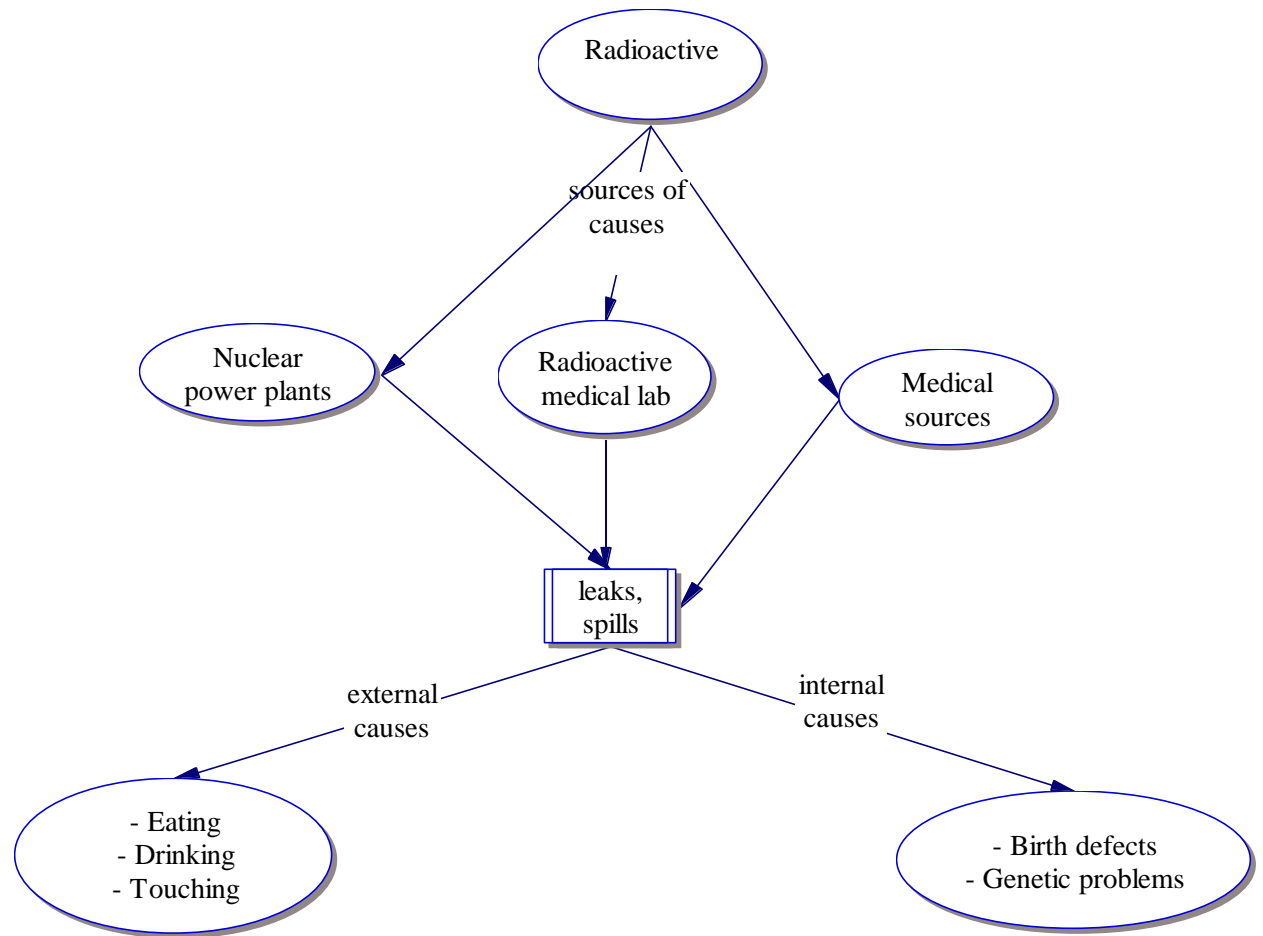 Radioactive
sources of
causes
Nuclear
power plants
Radioactive
medical lab
Medical
sources
leaks,
spills
external
causes
internal
causes
- Eating
- Drinking
- Touching
- Birth defects
- Genetic problems